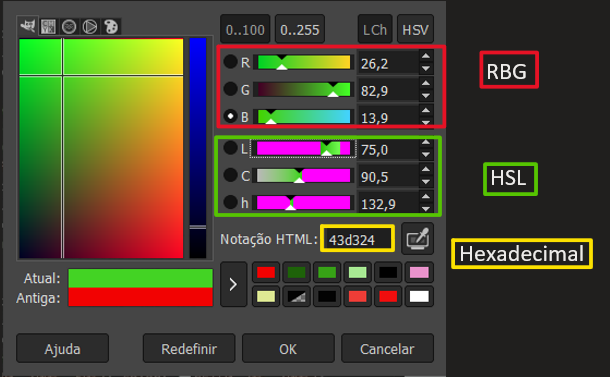 0..100 0..255 LCh HSV
R 26,2
G 82,9
B 13,9
RBG
L 75,0
C 90,5
h 132,9
HSL
Notação HTML: 43d324
Hexadecimal
Atual:
Antiga:
Ajuda Redefinir OK Cancelar